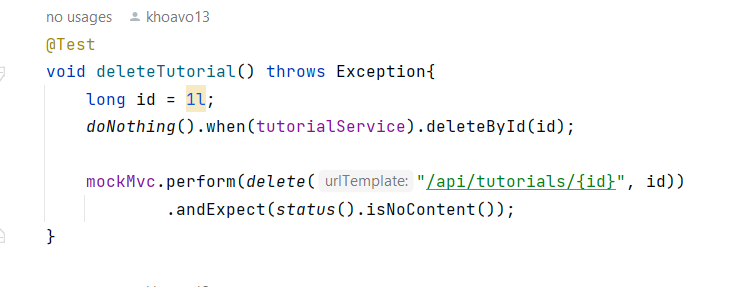 no usages khoavo13
@Test
void deleteTutorial() throws Exception{
long id = 1l;
doNothing().when(tutorialService).deleteById(id);
mockMvc.perform(delete( urlTemplate: "/api/tutorials/{id}", id))
.andExpect(status().isNoContent());
}